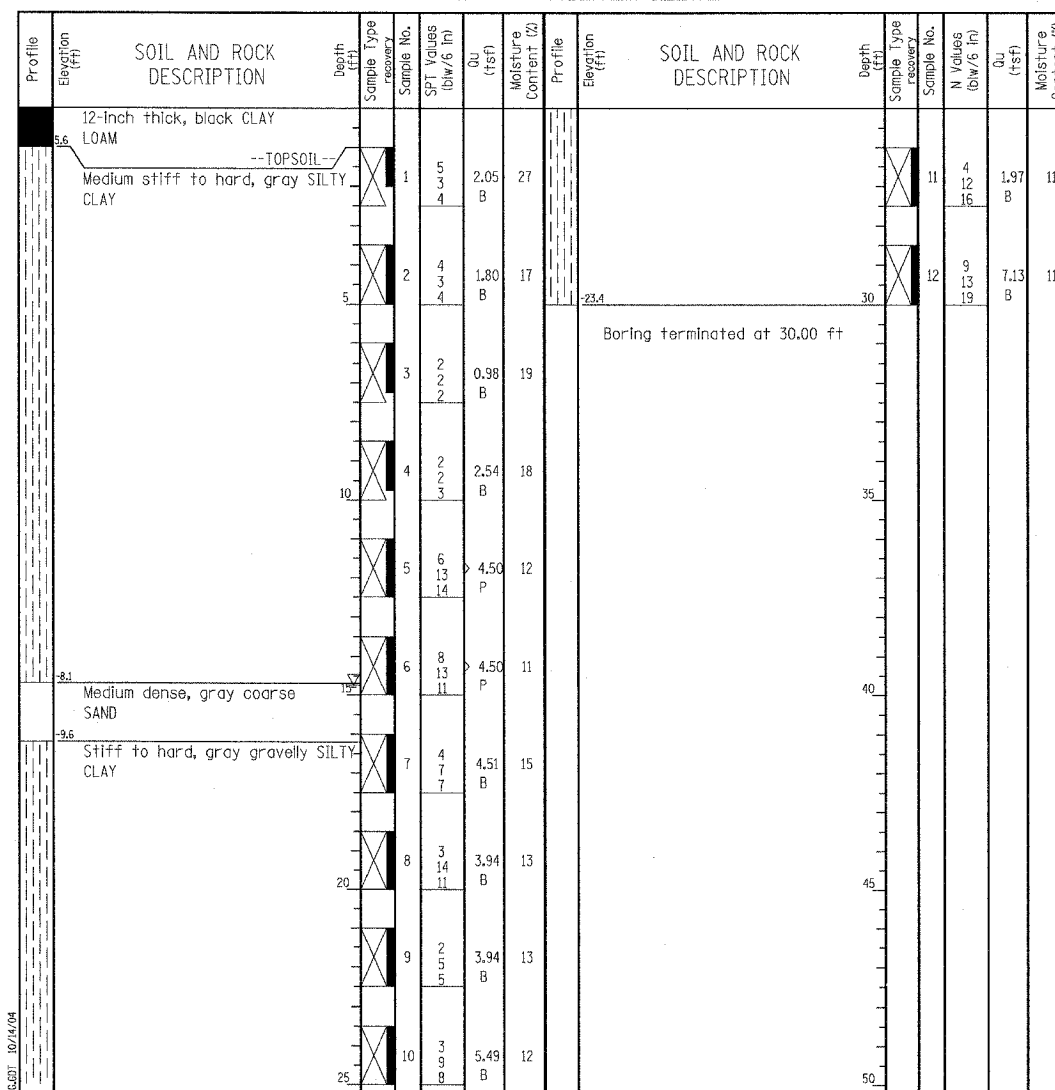 Profile
Elevation
(ft)
SOIL AND ROCK
DESCRIPTION
Depth
(ft)
Sample Type
recovery
Sample No.
SPT Values
(blw/6 in)
Qu
(tsf)
Moisture
Content (%)
Profile
Elevation
(ft)
SOIL AND ROCK
DESCRIPTION
Depth
(ft)
Sample Type
recovery
Sample No.
N Values
(blw/6 in)
Qu
(tsf)
Moisture
12-inch thick, black CLAY
LOAM
5.6
--TOPSOIL--
Medium stiff to hard, gray SILTY
CLAY
1
5
3
4
2.05
B
27
2
4
3
4
1.80
B
17
5
3
2
2
2
0.98
B
19
4
2
2
3
2.54
B
18
10
5
6
13
14
> 4.50
P
12
6
8
13
11
> 4.50
P
11
-8.1
15
Medium dense, gray coarse
SAND
-9.6
Stiff to hard, gray gravelly SILTY
CLAY
7
4
7
7
4.51
B
15
8
3
14
11
3.94
B
13
20
9
2
5
5
3.94
B
13
10
3
9
8
5.49
B
12
25
11
4
12
16
1.97
B
11
12
9
13
19
7.13
B
11
-23.4
30
Boring terminated at 30.00 ft
35
40
45
50
G.GDT 10/14/04